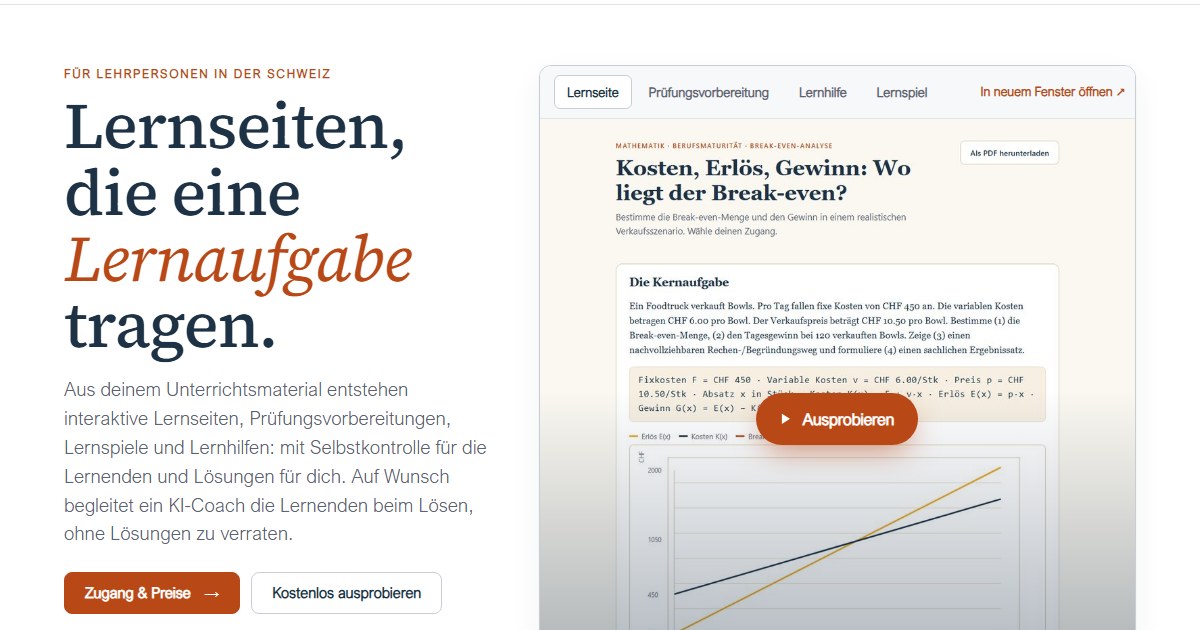 FÜR LEHRPERSONEN IN DER SCHWEIZ
Lernseiten,
die eine
Lernaufgabe
tragen.
Aus deinem Unterrichtsmaterial entstehen
interaktive Lernseiten, Prüfungsvorbereitungen,
Lernspiele und Lernhilfen: mit Selbstkontrolle für die
Lernenden und Lösungen für dich. Auf Wunsch
begleitet ein KI-Coach die Lernenden beim Lösen,
ohne Lösungen zu verraten.
Zugang & Preise →
Kostenlos ausprobieren
Lernseite
Prüfungsvorbereitung
Lernhilfe
Lernspiel
In neuem Fenster öffnen ↗
MATHEMATIK · BERUFSMATURITÄT · BREAK-EVEN-ANALYSE
Kosten, Erlös, Gewinn: Wo
liegt der Break-even?
Als PDF herunterladen
Bestimme die Break-even-Menge und den Gewinn in einem realistischen
Verkaufsszenario. Wähle deinen Zugang.
Die Kernaufgabe
Ein Foodtruck verkauft Bowls. Pro Tag fallen fixe Kosten von CHF 450 an. Die variablen Kosten
betragen CHF 6.00 pro Bowl. Der Verkaufspreis beträgt CHF 10.50 pro Bowl. Bestimme (1) die
Break-even-Menge, (2) den Tagesgewinn bei 120 verkauften Bowls. Zeige (3) einen
nachvollziehbaren Rechen-/Begründungsweg und formuliere (4) einen sachlichen Ergebnissatz.
Fixkosten F = CHF 450 · Variable Kosten v = CHF 6.00/Stk · Preis p = CHF
10.50/Stk · Absatz x in v·x · Erlös E(x) = p·x ·
Gewinn G(x) = E(x) −
Ausprobieren
Erlös E(x)
Kosten K(x)
CHF
2000
1050
450